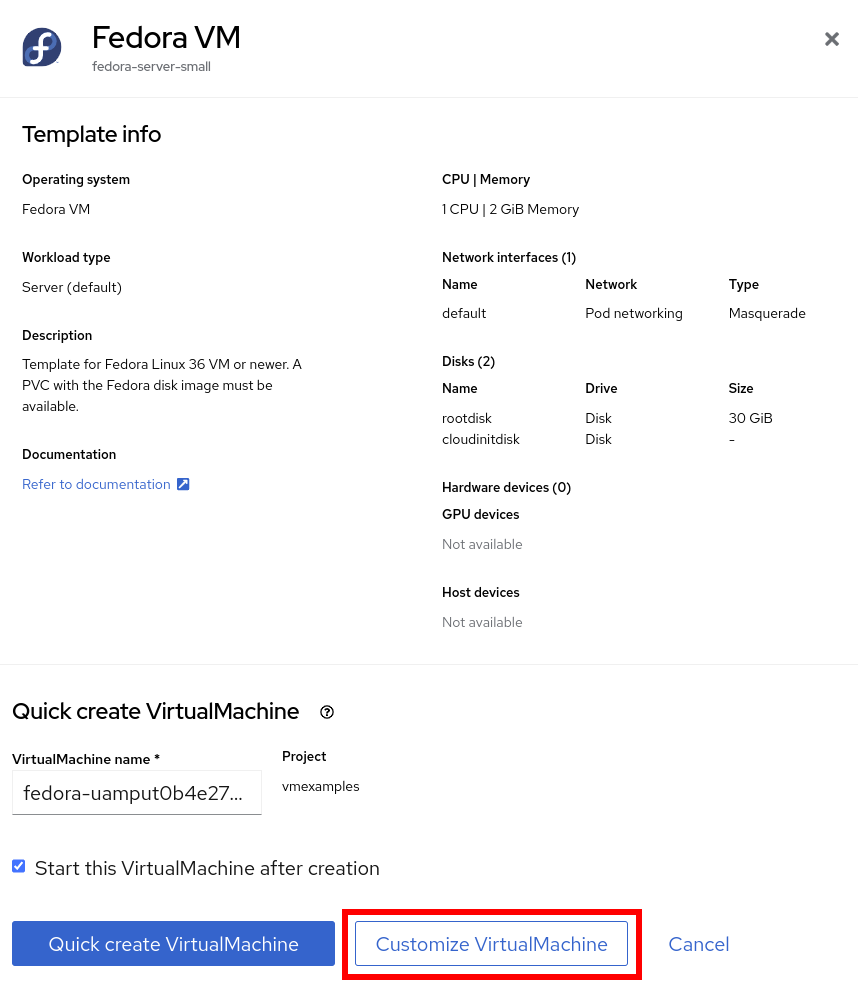 Fedora VM
fedora-server-small
Template info
Operating system
Fedora VM
Workload type
Server (default)
Description
Template for Fedora Linux 36 VM or newer. A
PVC with the Fedora disk image must be
available.
Documentation
Refer to documentation
CPU | Memory
1 CPU | 2 GiB Memory
Network interfaces (1)
Name Network Type
default Pod networking Masquerade
Disks (2)
Name Drive Size
rootdisk Disk 30 GiB
cloudinitdisk Disk -
Hardware devices (0)
GPU devices
Not available
Host devices
Not available
Quick create VirtualMachine
VirtualMachine name *
fedora-uamput0b4e27...
Project
vmexamples
Start this VirtualMachine after creation
Quick create VirtualMachine Customize VirtualMachine Cancel